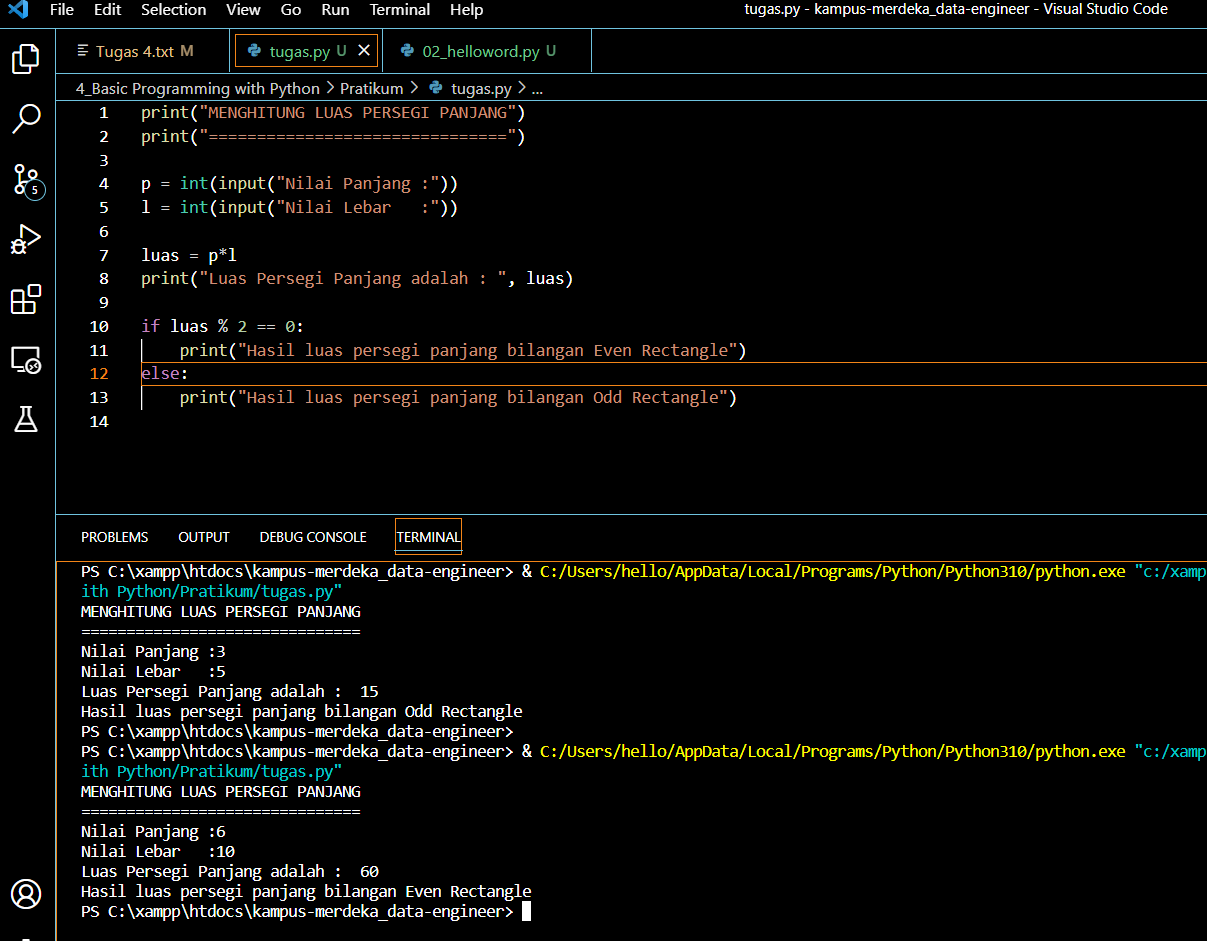 File Edit Selection View Go Run Terminal Help tugas.py - kampus-merdeka_data-engineer - Visual Studio Code
Tugas 4.txt M tugas.py U 02_helloword.py U
4_Basic Programming with Python > Pratikum > tugas.py > ...
1 print("MENGHITUNG LUAS PERSEGI PANJANG")
2 print("===============================")
3
4 p = int(input("Nilai Panjang :"))
5 l = int(input("Nilai Lebar   :"))
6
7 luas = p*l
8 print("Luas Persegi Panjang adalah : ", luas)
9
10 if luas % 2 == 0:
11     print("Hasil luas persegi panjang bilangan Even Rectangle")
12 else:
13     print("Hasil luas persegi panjang bilangan Odd Rectangle")
14
5
PROBLEMS OUTPUT DEBUG CONSOLE TERMINAL
PS C:\xampp\htdocs\kampus-merdeka_data-engineer> & C:/Users/hello/AppData/Local/Programs/Python/Python310/python.exe "c:/xamp
ith Python/Pratikum/tugas.py"
MENGHITUNG LUAS PERSEGI PANJANG
===============================
Nilai Panjang :3
Nilai Lebar   :5
Luas Persegi Panjang adalah :  15
Hasil luas persegi panjang bilangan Odd Rectangle
PS C:\xampp\htdocs\kampus-merdeka_data-engineer>
PS C:\xampp\htdocs\kampus-merdeka_data-engineer> & C:/Users/hello/AppData/Local/Programs/Python/Python310/python.exe "c:/xamp
ith Python/Pratikum/tugas.py"
MENGHITUNG LUAS PERSEGI PANJANG
===============================
Nilai Panjang :6
Nilai Lebar   :10
Luas Persegi Panjang adalah :  60
Hasil luas persegi panjang bilangan Even Rectangle
PS C:\xampp\htdocs\kampus-merdeka_data-engineer>